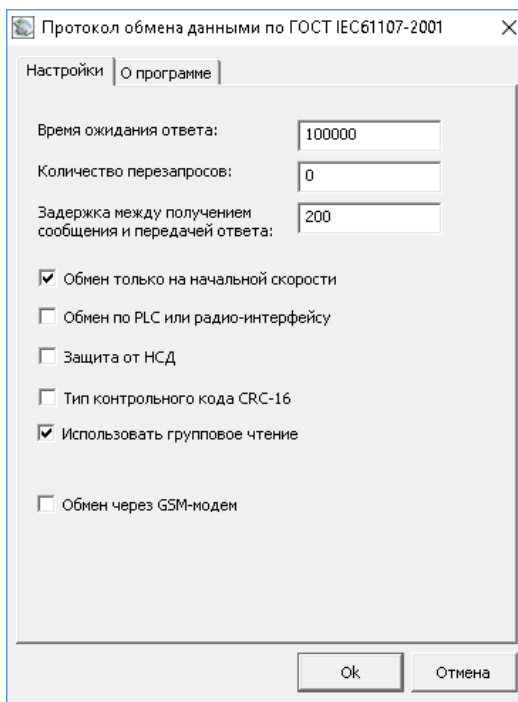 Протокол обмена данными по ГОСТ IEC61107-2001
Настройки
О программе
Время ожидания ответа:
100000
Количество перезапросов:
0
Задержка между получением
сообщения и передачей ответа:
200
Обмен только на начальной скорости
Обмен по PLC или радио-интерфейсу
Защита от НСД
Тип контрольного кода CRC-16
Использовать групповое чтение
Обмен через GSM-модем
Ok
Отмена